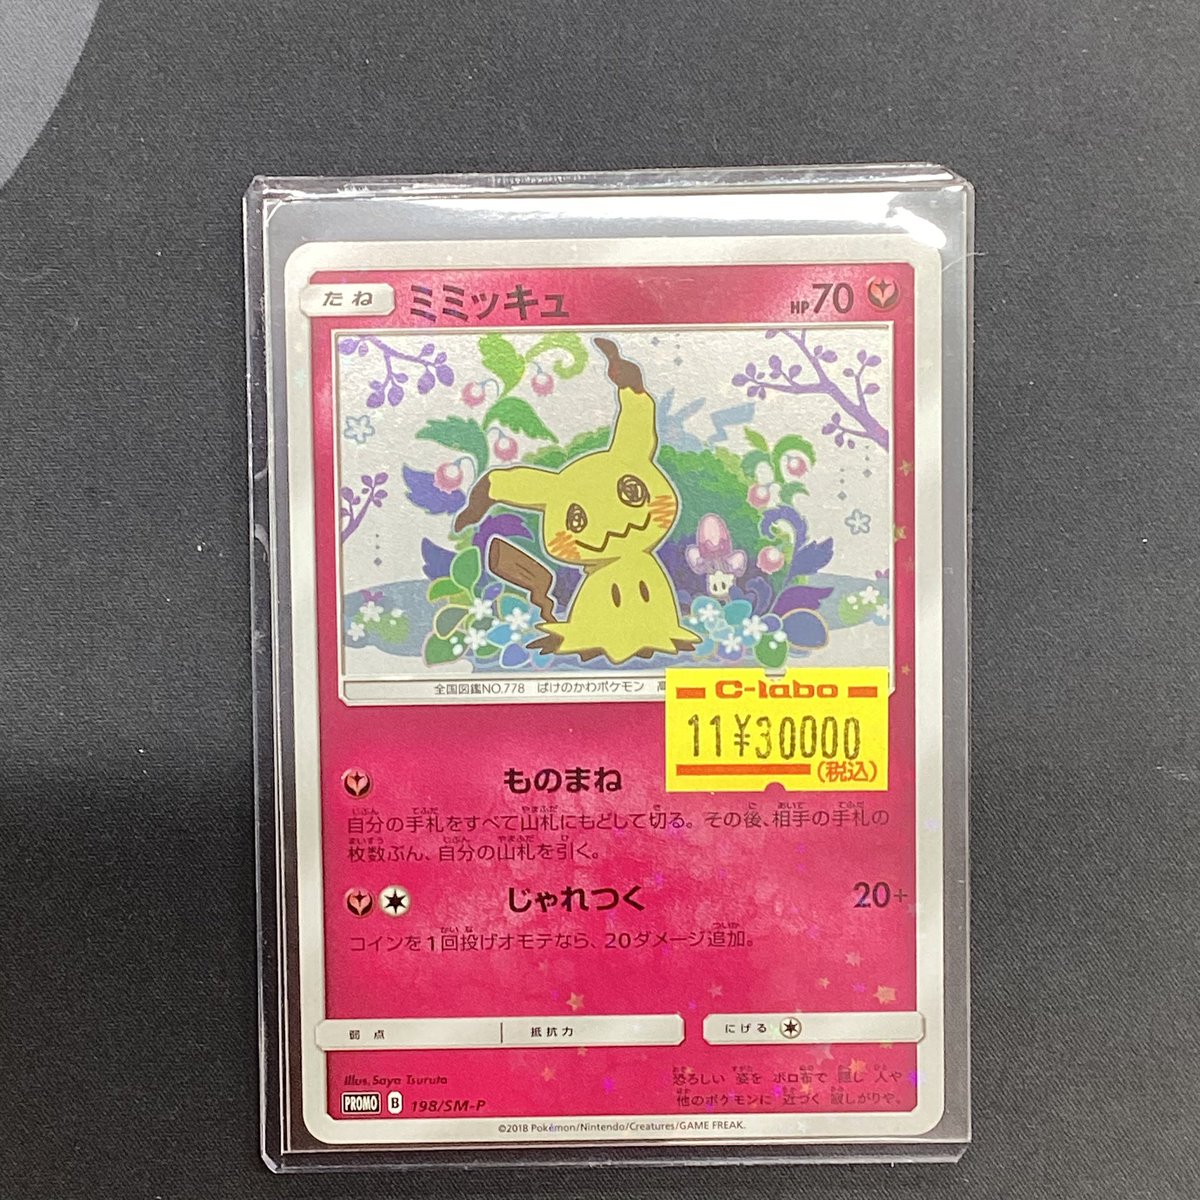 たね ミミッキュ HP70
全国図鑑NO.778 ばけのかわポケモン 高
C-labo
11¥30000
(税込)
ものまね
自分の手札をすべて山札にもどして切る。その後、相手の手札の
枚数ぶん、自分の山札を引く。
じゃれつく 20+
コインを1回投げオモテなら、20ダメージ追加。
弱点 抵抗力 にげる
Illus. Saya Tsuruta
恐ろしい 姿を ボロ布で 隠し 人や
他のポケモンに 近づく 寂しがりや。
PROMO B 198/SM-P
©2018 Pokémon/Nintendo/Creatures/GAME FREAK.